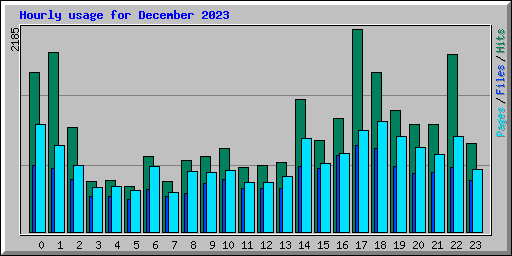 Hourly usage for December 2023
2185
Pages/Files/Hits
0 1 2 3 4 5 6 7 8 9 10 11 12 13 14 15 16 17 18 19 20 21 22 23